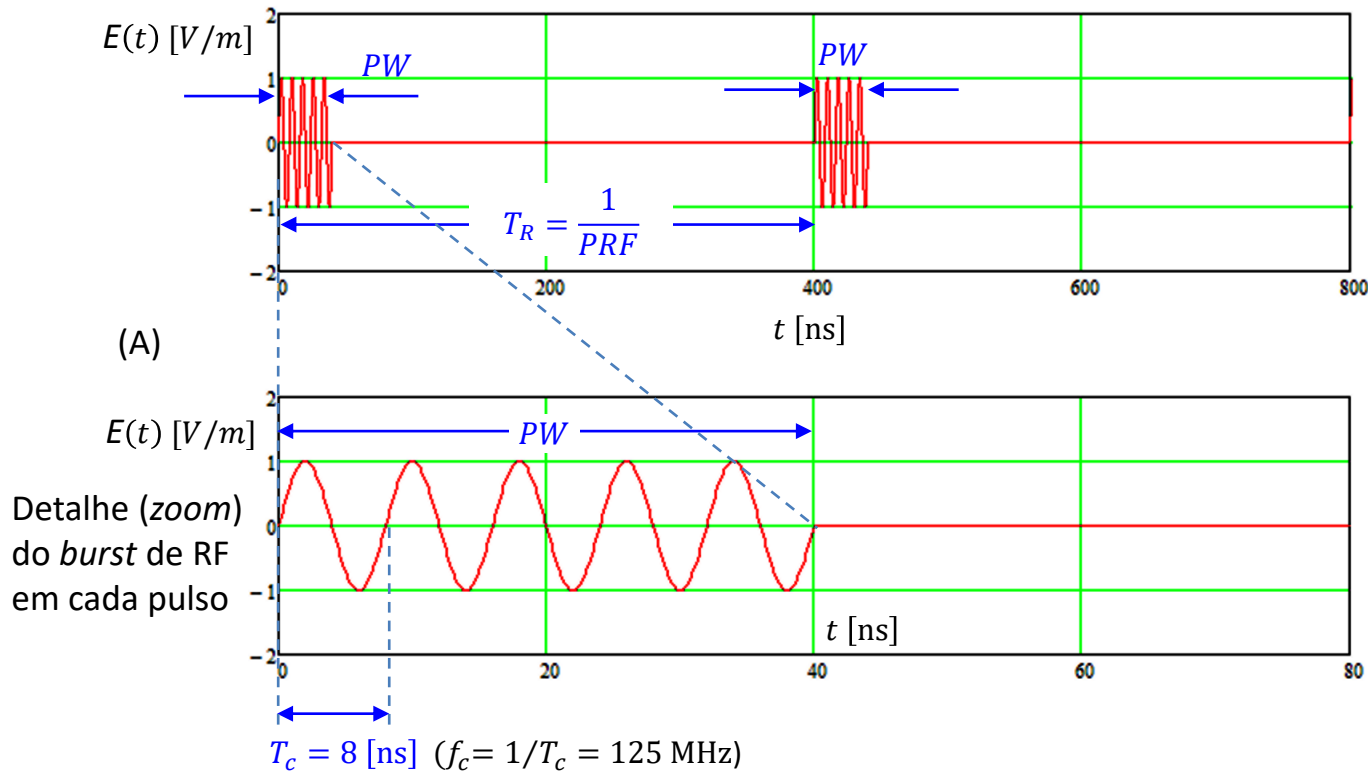 E(t) [V/m]
2
1
0
−1
−2
PW
PW
T_R = 1/PRF
0
200
400
600
800
t [ns]
(A)
E(t) [V/m]
2
1
0
−1
−2
PW
Detalhe (zoom)
do burst de RF
em cada pulso
t [ns]
0
20
40
60
80
T_c = 8 [ns] (f_c= 1/T_c = 125 MHz)